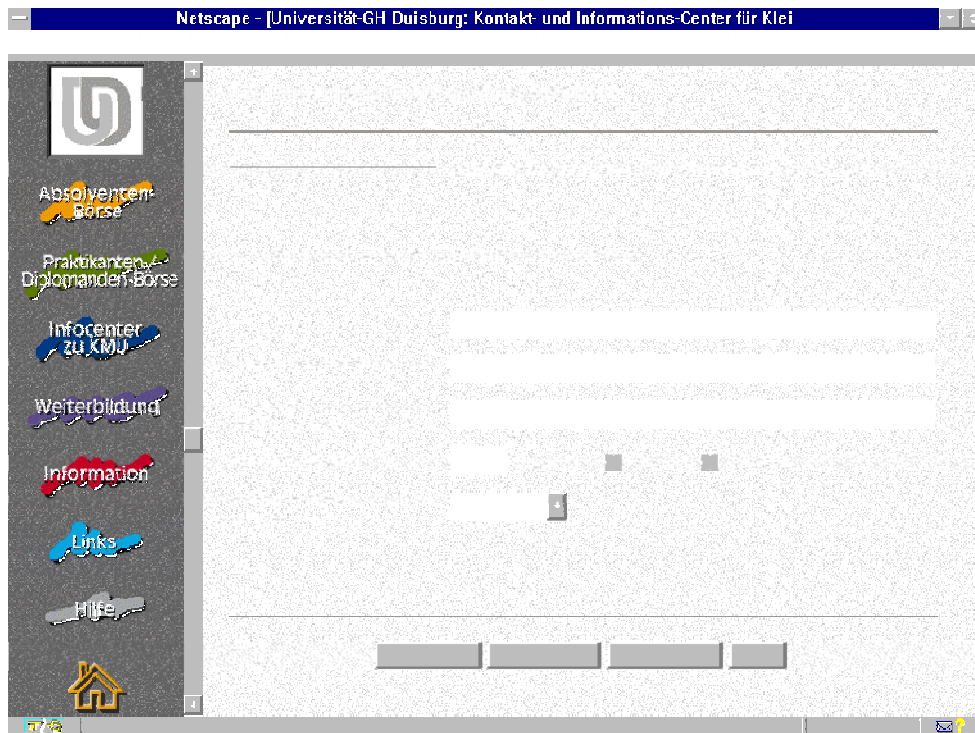 Netscape - [Universität-GH Duisburg: Kontakt- und Informations-Center für Klei
Absolventen-
Börse
Praktikanten-/
Diplomanden-Börse
Infocenter
zu KMU
Weiterbildung
Information
Links
Hilfe